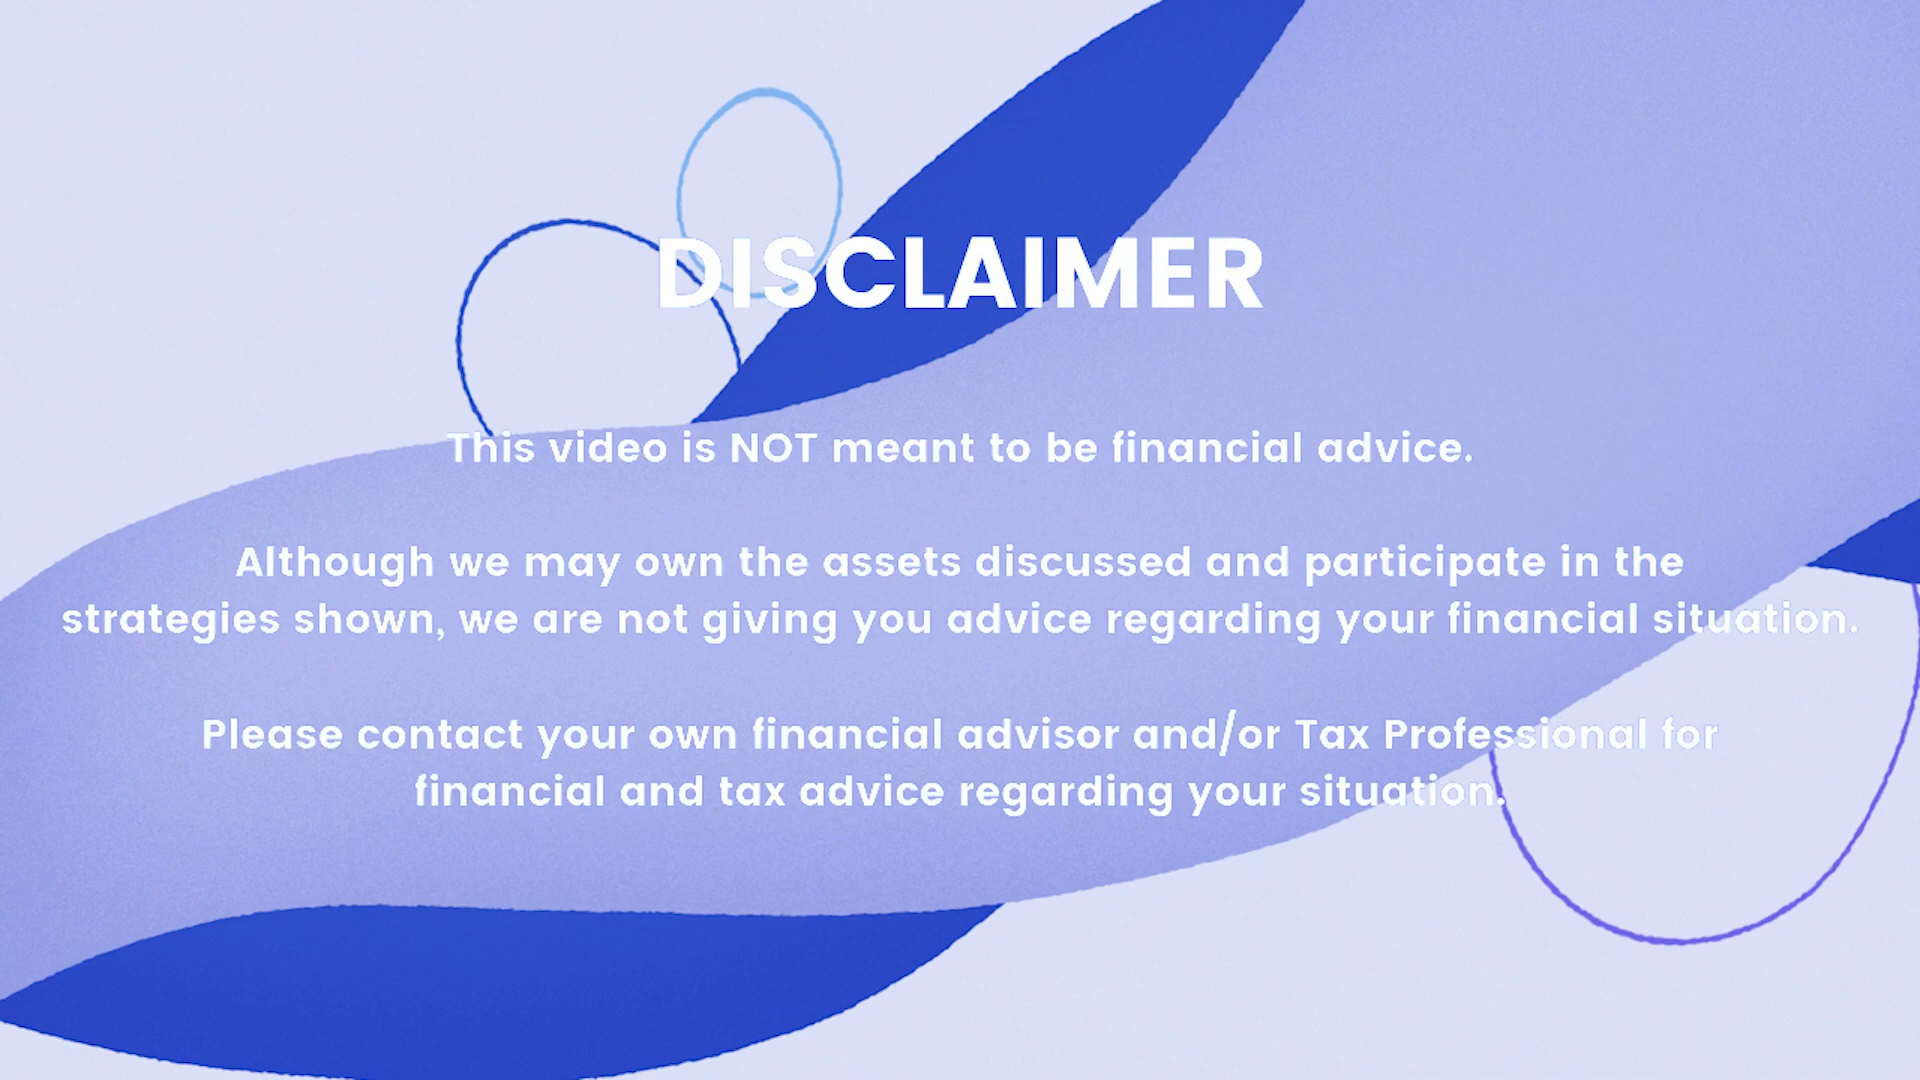 DISCLAIMER
This video is NOT meant to be financial advice.
Although we may own the assets discussed and participate in the
strategies shown, we are not giving you advice regarding your financial situation.
Please contact your own financial advisor and/or Tax Professional for
financial and tax advice regarding your situation.